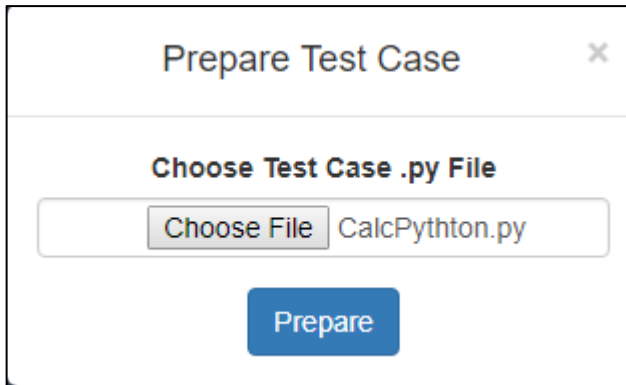 Prepare Test Case ×
Choose Test Case .py File
Choose File CalcPythton.py
Prepare